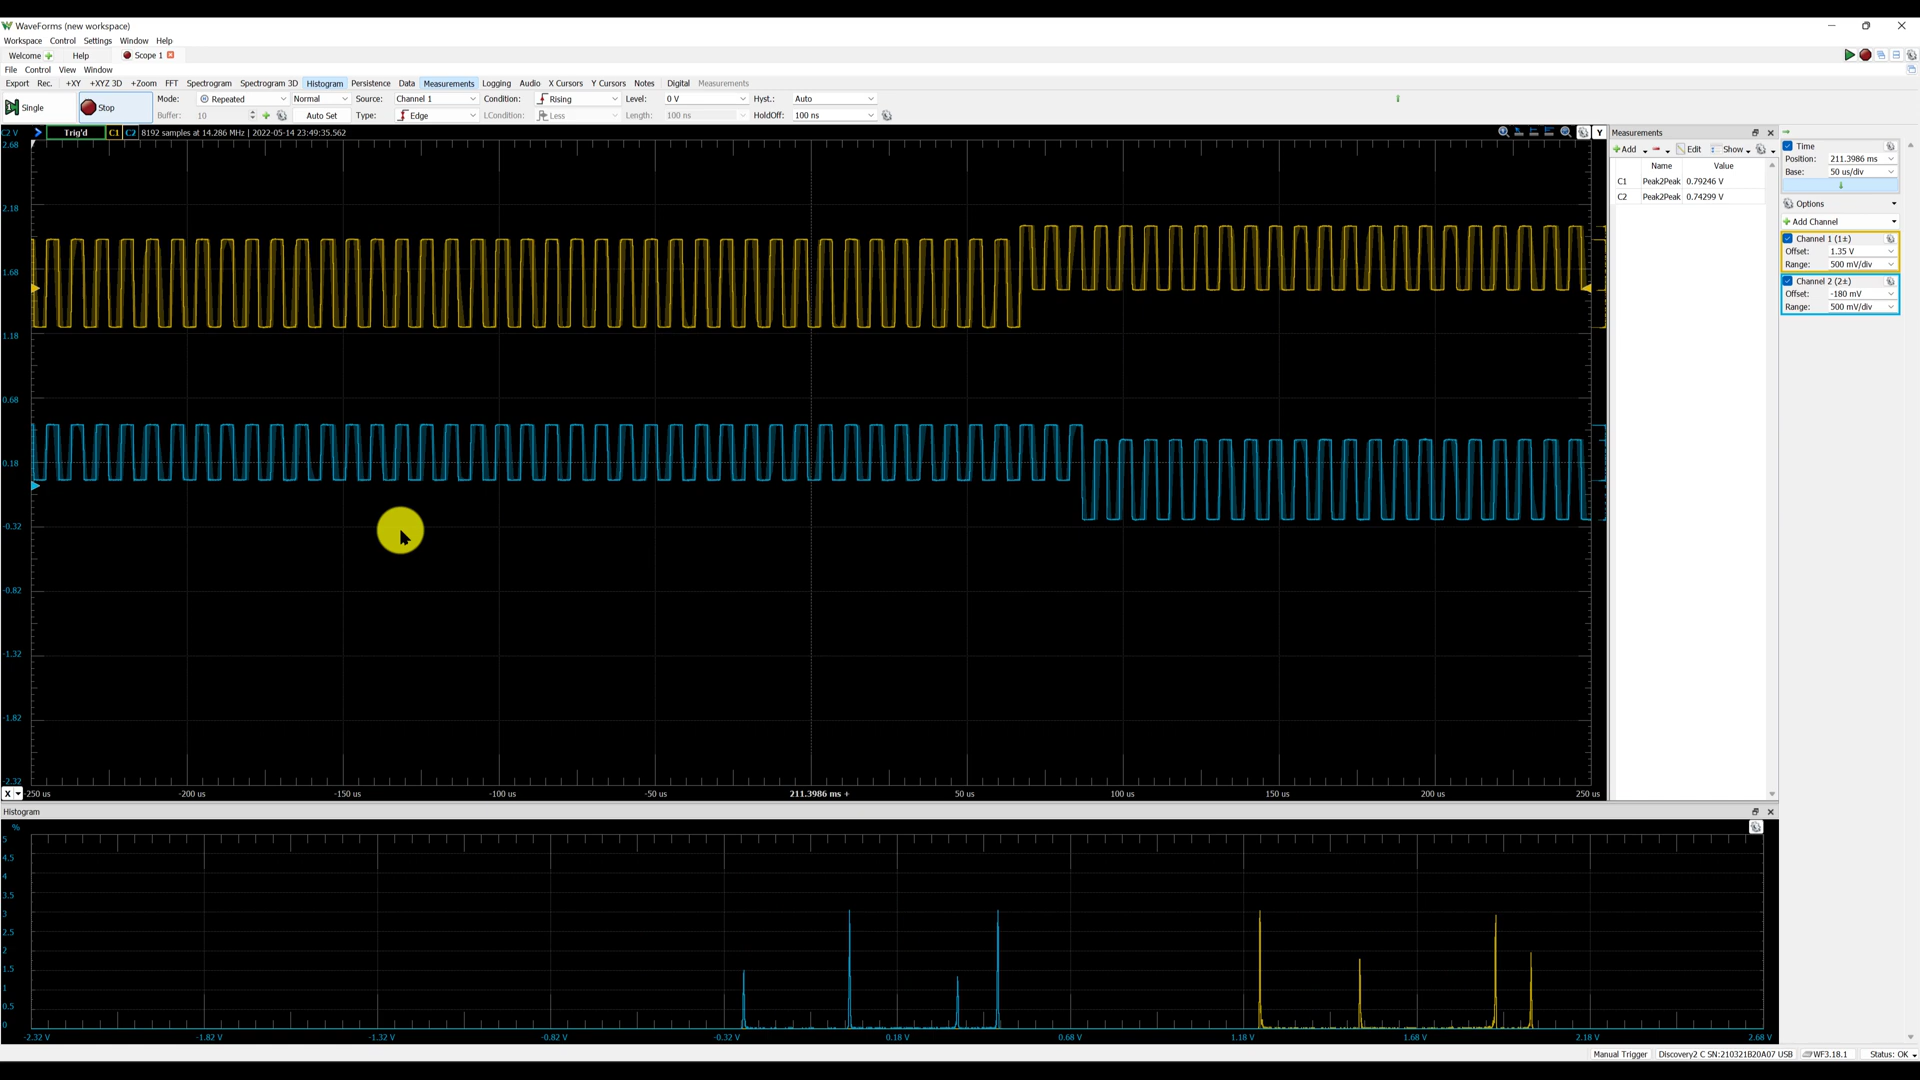 WaveForms (new workspace)
Workspace Control Settings Window Help
Welcome Help Scope 1
File Control View Window
Export Rec. +XY +XYZ 3D +Zoom FFT Spectrogram Spectrogram 3D Histogram Persistence Data Measurements Logging Audio X Cursors Y Cursors Notes Digital Measurements
Single Stop Mode: Repeated Normal Source: Channel 1 Condition: Rising Level: 0 V Hyst.: Auto
Buffer: 10 Auto Set Type: Edge LCondition: Less Length: 100 ns HoldOff: 100 ns
C2 V Trig'd C1 C2 8192 samples at 14.286 MHz | 2022-05-14 23:49:35.562 Y
2.68
2.18
1.68
1.18
0.68
0.18
-0.32
-0.82
-1.32
-1.82
-2.32
X -250 us -200 us -150 us -100 us -50 us 211.3986 ms + 50 us 100 us 150 us 200 us 250 us
Measurements
Add Edit Show
Name Value
C1 Peak2Peak 0.79246 V
C2 Peak2Peak 0.74299 V
Time
Position: 211.3986 ms
Base: 50 us/div
Options
Add Channel
Channel 1 (1±)
Offset: 1.35 V
Range: 500 mV/div
Channel 2 (2±)
Offset: -180 mV
Range: 500 mV/div
Histogram
%
5
4.5
4
3.5
3
2.5
2
1.5
1
0.5
0
-2.32 V -1.82 V -1.32 V -0.82 V -0.32 V 0.18 V 0.68 V 1.18 V 1.68 V 2.18 V 2.68 V
Manual Trigger Discovery2 C SN:210321B20A07 USB WF3.18.1 Status: OK